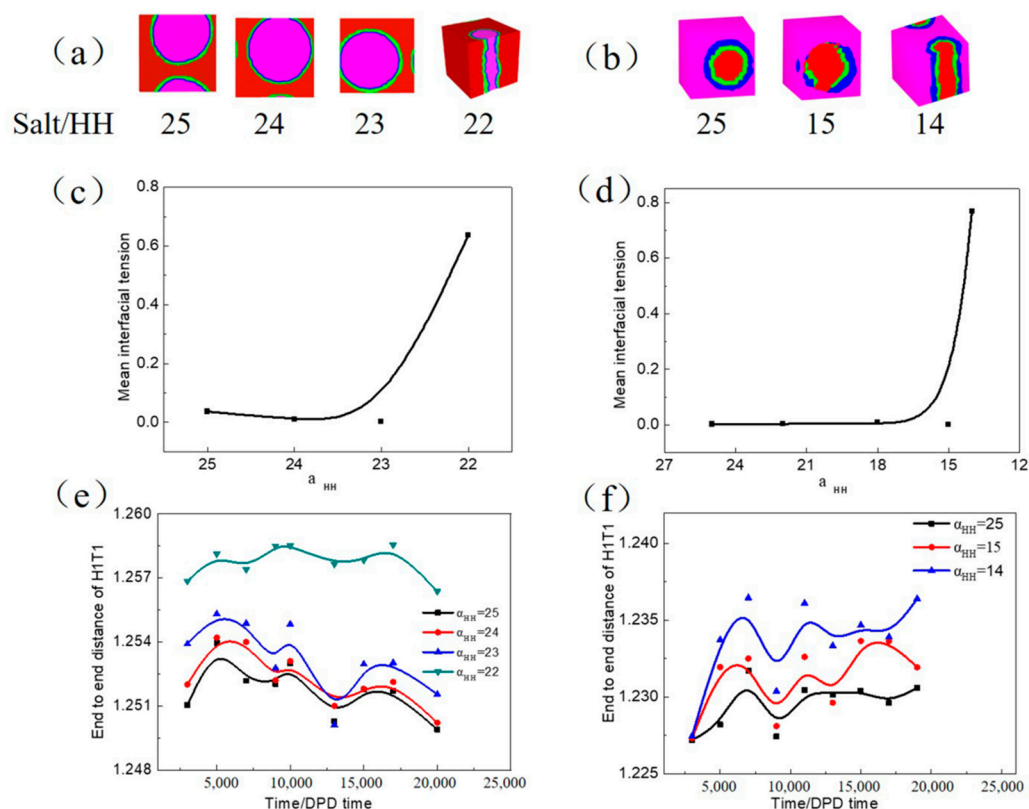 (a)
(b)
Salt/HH 25 24 23 22
25 15 14
(c)
(d)
Mean interfacial tension
0.8
0.6
0.4
0.2
0.0
25 24 23 22
a HH
Mean interfacial tension
0.8
0.6
0.4
0.2
0.0
27 24 21 18 15 12
a HH
(e)
(f)
End to end distance of H1T1
1.260
1.257
1.254
1.251
1.248
α HH=25
α HH=24
α HH=23
α HH=22
5,000 10,000 15,000 20,000 25,000
Time/DPD time
End to end distance of H1T1
1.240
1.235
1.230
1.225
α HH=25
α HH=15
α HH=14
5,000 10,000 15,000 20,000 25,000
Time/DPD time